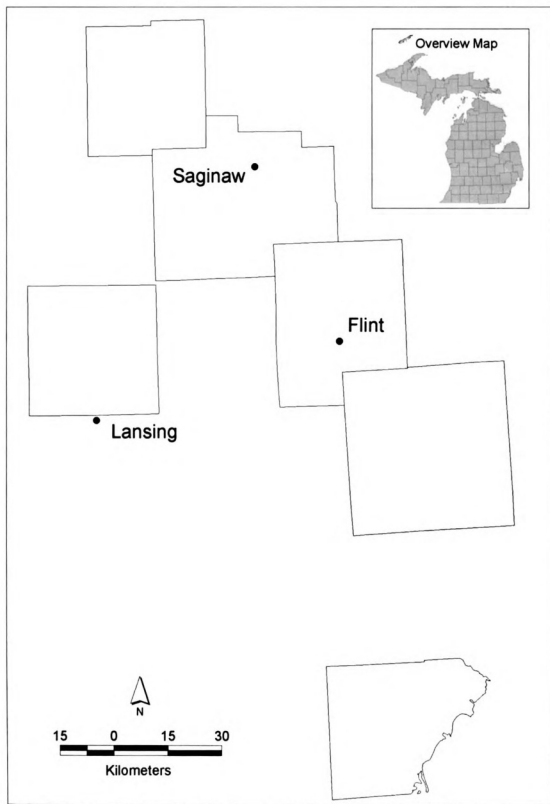 Overview Map
Saginaw
Flint
Lansing
N
15 0 15 30
Kilometers